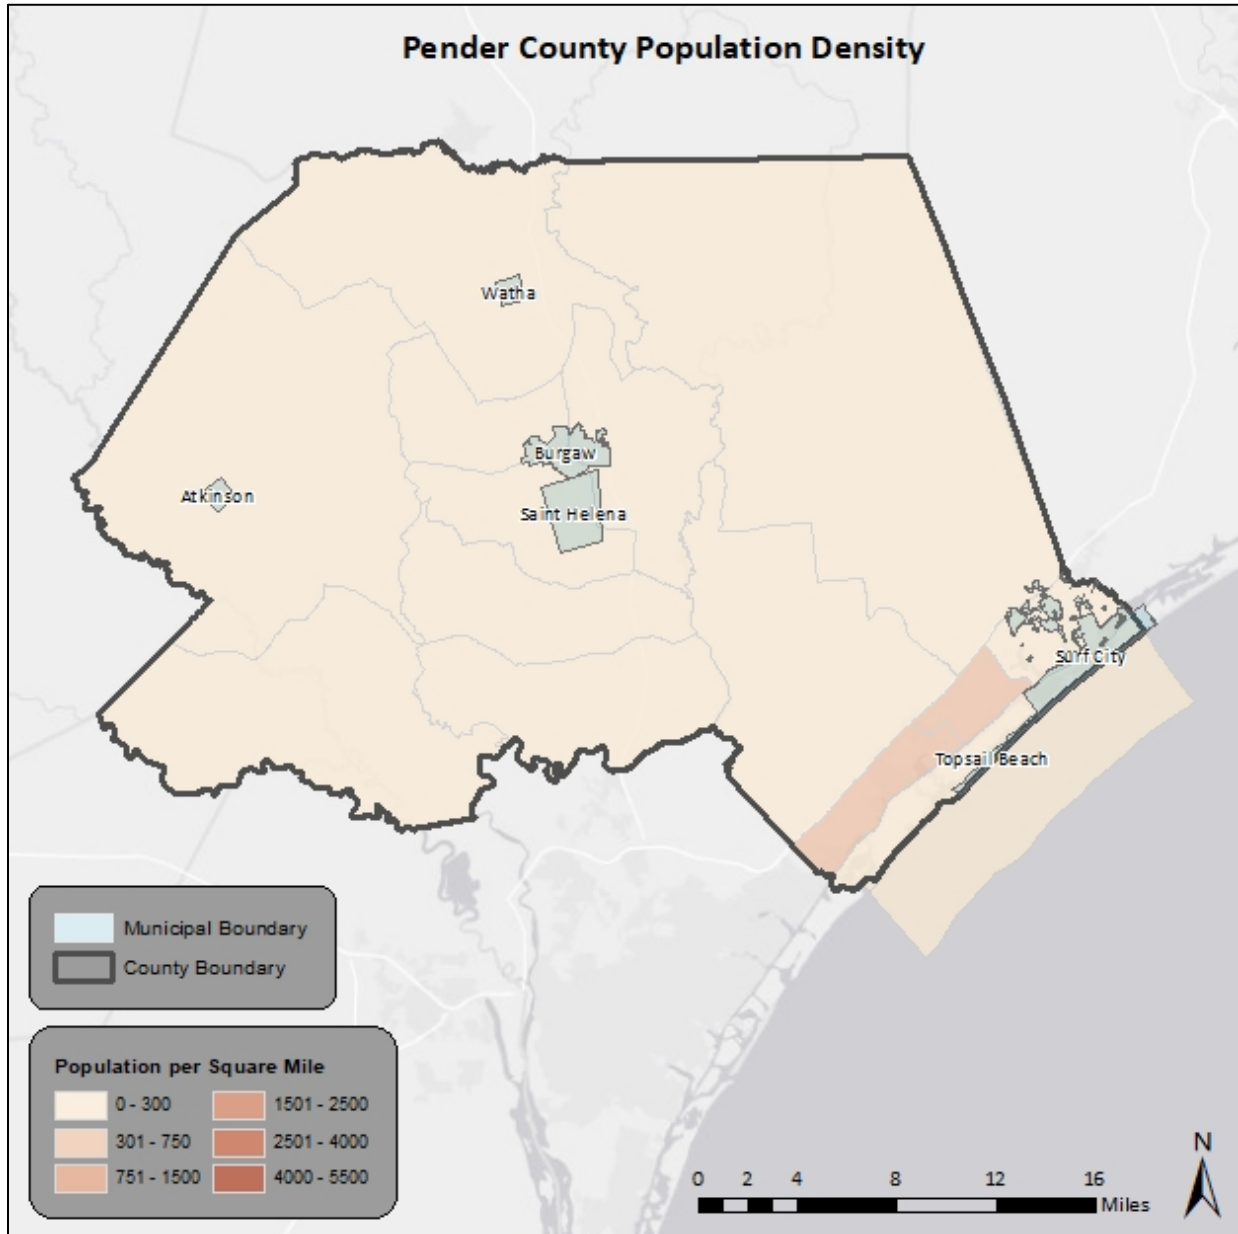 Pender County Population Density
Watha
Burgaw
Atkinson
Saint Helena
Surf City
Topsail Beach
Municipal Boundary
County Boundary
Population per Square Mile
0 - 300
1501 - 2500
301 - 750
2501 - 4000
751 - 1500
4000 - 5500
N
0 2 4 8 12 16
Miles